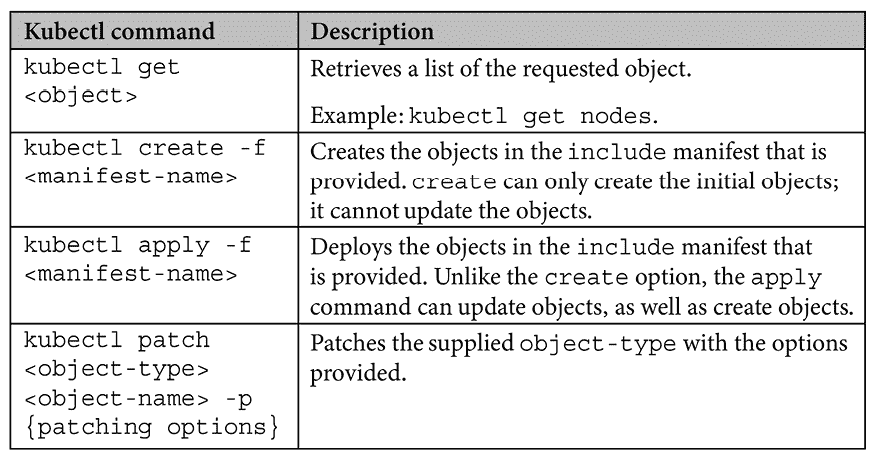 Kubectl command Description
kubectl get
<object>
Retrieves a list of the requested object.
Example: kubectl get nodes.
kubectl create -f
<manifest-name>
Creates the objects in the include manifest that is
provided. create can only create the initial objects;
it cannot update the objects.
kubectl apply -f
<manifest-name>
Deploys the objects in the include manifest that
is provided. Unlike the create option, the apply
command can update objects, as well as create objects.
kubectl patch
<object-type>
<object-name> -p
{patching options}
Patches the supplied object-type with the options
provided.